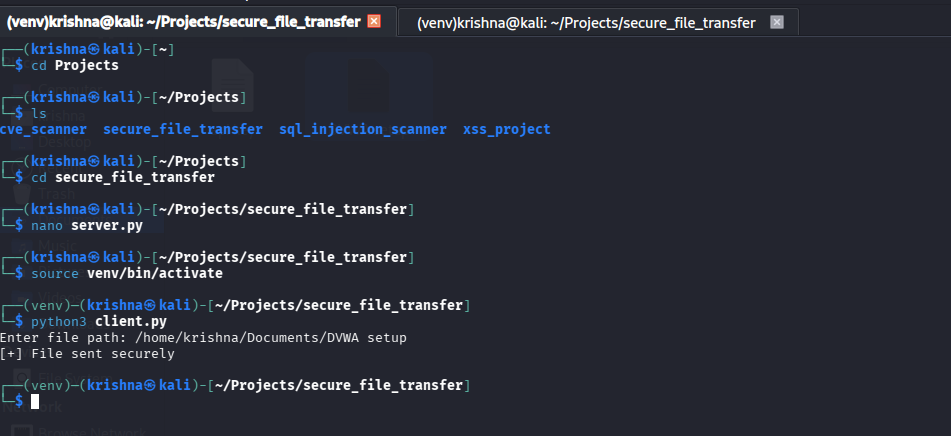 (venv)krishna@kali: ~/Projects/secure_file_transfer (venv)krishna@kali: ~/Projects/secure_file_transfer
┌──(krishna㉿kali)-[~]
└─$ cd Projects
┌──(krishna㉿kali)-[~/Projects]
└─$ ls
cve_scanner secure_file_transfer sql_injection_scanner xss_project
┌──(krishna㉿kali)-[~/Projects]
└─$ cd secure_file_transfer
┌──(krishna㉿kali)-[~/Projects/secure_file_transfer]
└─$ nano server.py
┌──(krishna㉿kali)-[~/Projects/secure_file_transfer]
└─$ source venv/bin/activate
┌──(venv)─(krishna㉿kali)-[~/Projects/secure_file_transfer]
└─$ python3 client.py
Enter file path: /home/krishna/Documents/DVWA setup
[+] File sent securely
┌──(venv)─(krishna㉿kali)-[~/Projects/secure_file_transfer]
└─$